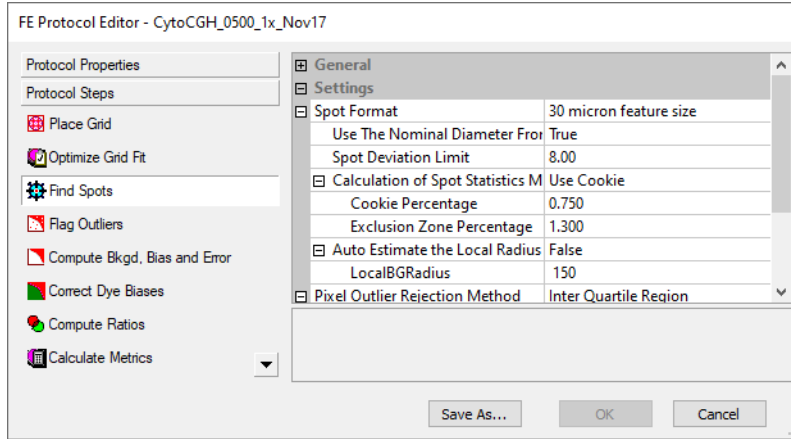 FE Protocol Editor - CytoCGH_0500_1x_Nov17
Protocol Properties
Protocol Steps
Place Grid
Optimize Grid Fit
Find Spots
Flag Outliers
Compute Bkgd, Bias and Error
Correct Dye Biases
Compute Ratios
Calculate Metrics
General
Settings
Spot Format 30 micron feature size
Use The Nominal Diameter Fror True
Spot Deviation Limit 8.00
Calculation of Spot Statistics M Use Cookie
Cookie Percentage 0.750
Exclusion Zone Percentage 1.300
Auto Estimate the Local Radius False
LocalBGRadius 150
Pixel Outlier Rejection Method Inter Quartile Region
Save As... OK Cancel